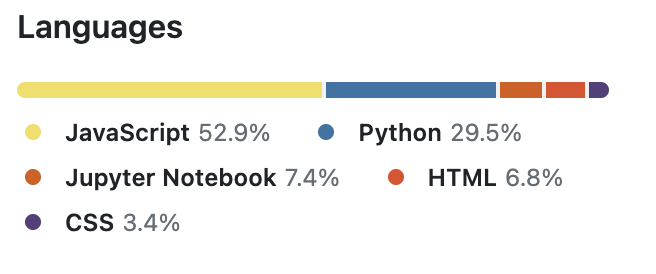 Languages
JavaScript 52.9% Python 29.5%
Jupyter Notebook 7.4% HTML 6.8%
CSS 3.4%